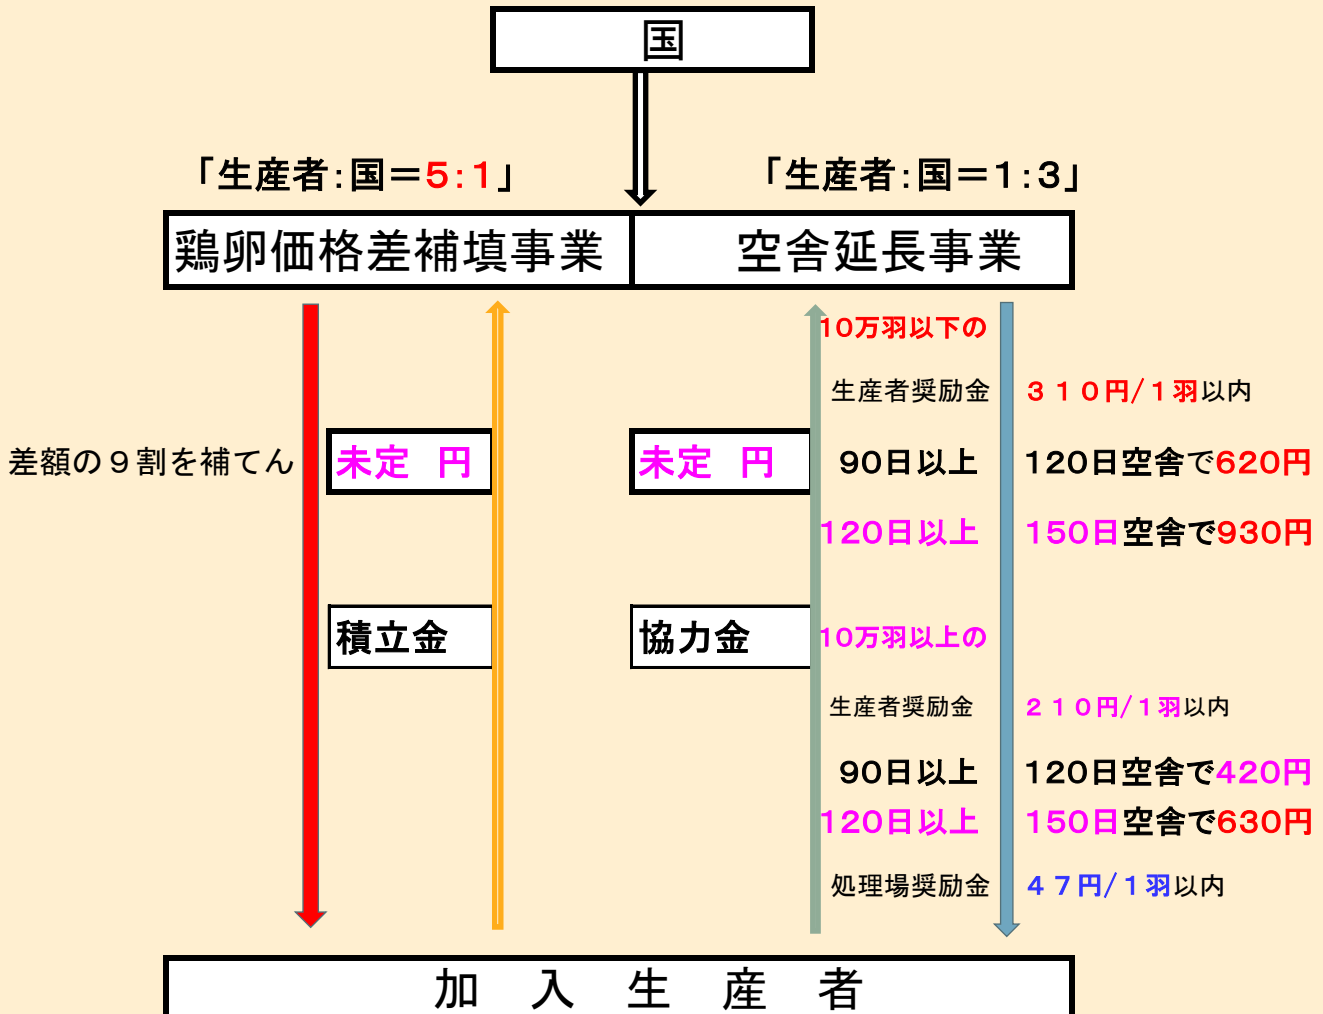 国
「生産者:国＝5:1」
「生産者:国＝1:3」
鶏卵価格差補填事業
空舎延長事業
10万羽以下の
生産者奨励金 ３１０円/１羽以内
差額の９割を補てん
未定　円
未定　円
90日以上 120日空舎で620円
120日以上 150日空舎で930円
積立金
協力金
10万羽以上の
生産者奨励金 ２１０円/１羽以内
90日以上 120日空舎で420円
120日以上 150日空舎で630円
処理場奨励金 ４７円/１羽以内
加　入　生　産　者